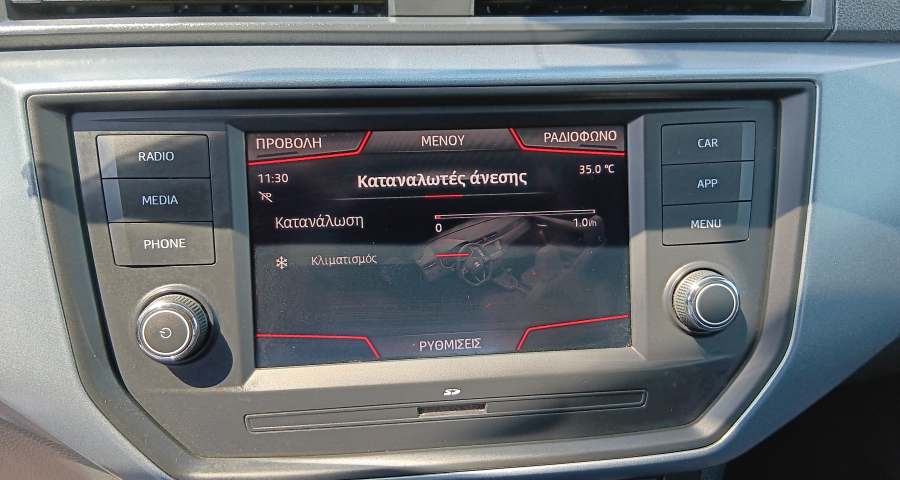 RADIO
MEDIA
PHONE
ΠΡΟΒΟΛΗ
ΜΕΝΟΥ
ΡΑΔΙΟΦΩΝΟ
11:30
Καταναλωτές άνεσης
35.0 °C
Κατανάλωση
0
1.0 l/h
Κλιματισμός
ΡΥΘΜΙΣΕΙΣ
CAR
APP
MENU
SD